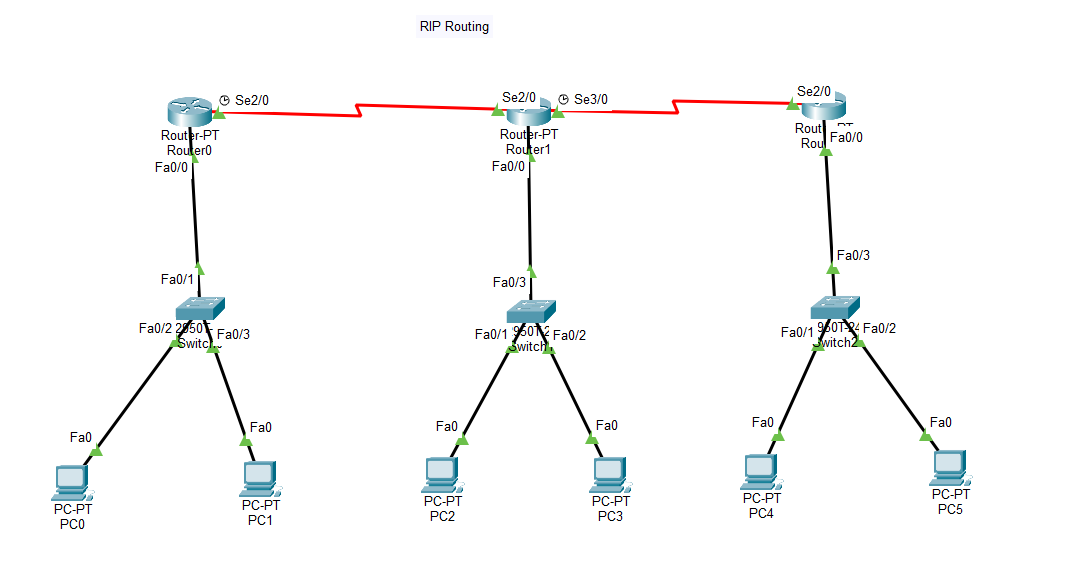 RIP Routing
Se2/0
Se2/0
Se3/0
Se2/0
Router-PT
Router0
Fa0/0
Router-PT
Router1
Fa0/0
Fa0/0
Fa0/1
Fa0/3
Fa0/3
Fa0/2
Fa0/3
Fa0/1
Fa0/2
Fa0/1
Fa0/2
Switch2
Fa0
Fa0
Fa0
Fa0
Fa0
Fa0
PC-PT
PC0
PC-PT
PC1
PC-PT
PC2
PC-PT
PC3
PC-PT
PC4
PC-PT
PC5